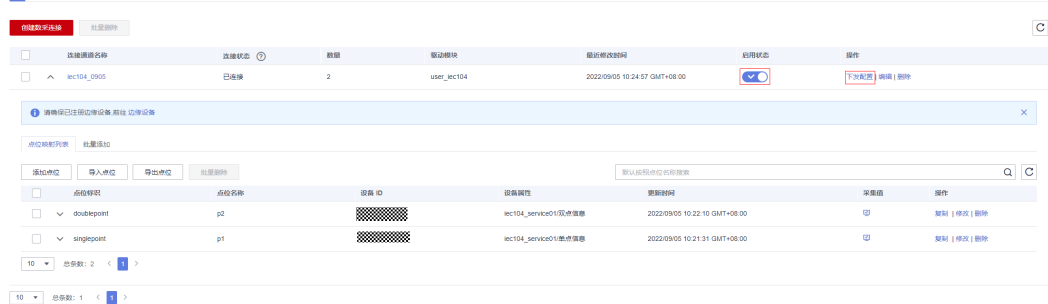 创建数采连接 批量删除
连接通道名称 连接状态 ? 数量 驱动模块 最近修改时间 启用状态 操作
iec104_0905 已连接 2 user_iec104 2022/09/05 10:24:57 GMT+08:00 下发配置 | 编辑 | 删除
请确保已注册边缘设备,前往 边缘设备
点位映射列表 批量添加
添加点位 导入点位 导出点位 批量删除 默认按照点位名称搜索
点位标识 点位名称 设备 ID 设备属性 更新时间 采集值 操作
doublepoint p2 iec104_service01/双点信息 2022/09/05 10:22:10 GMT+08:00 复制 | 修改 | 删除
singlepoint p1 iec104_service01/单点信息 2022/09/05 10:21:31 GMT+08:00 复制 | 修改 | 删除
10 总条数: 2 < 1 >
10 总条数: 1 < 1 >